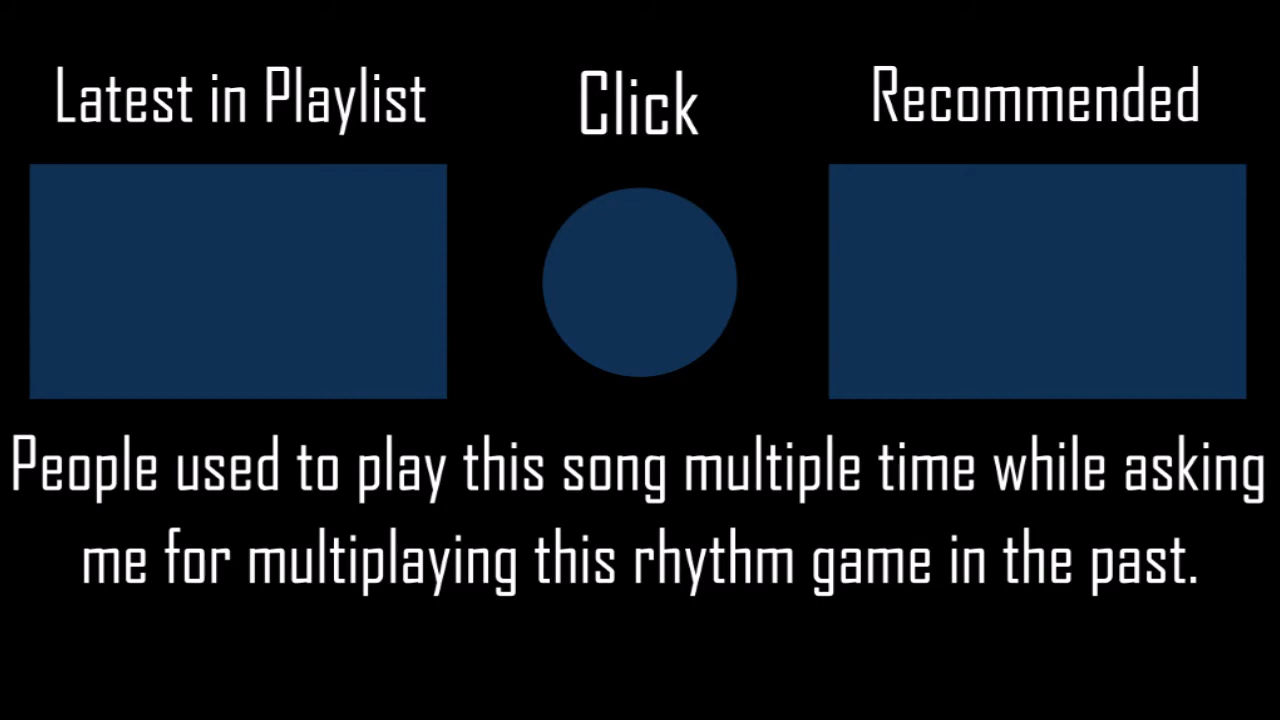 Latest in Playlist
Click
Recommended
People used to play this song multiple time while asking
me for multiplaying this rhythm game in the past.